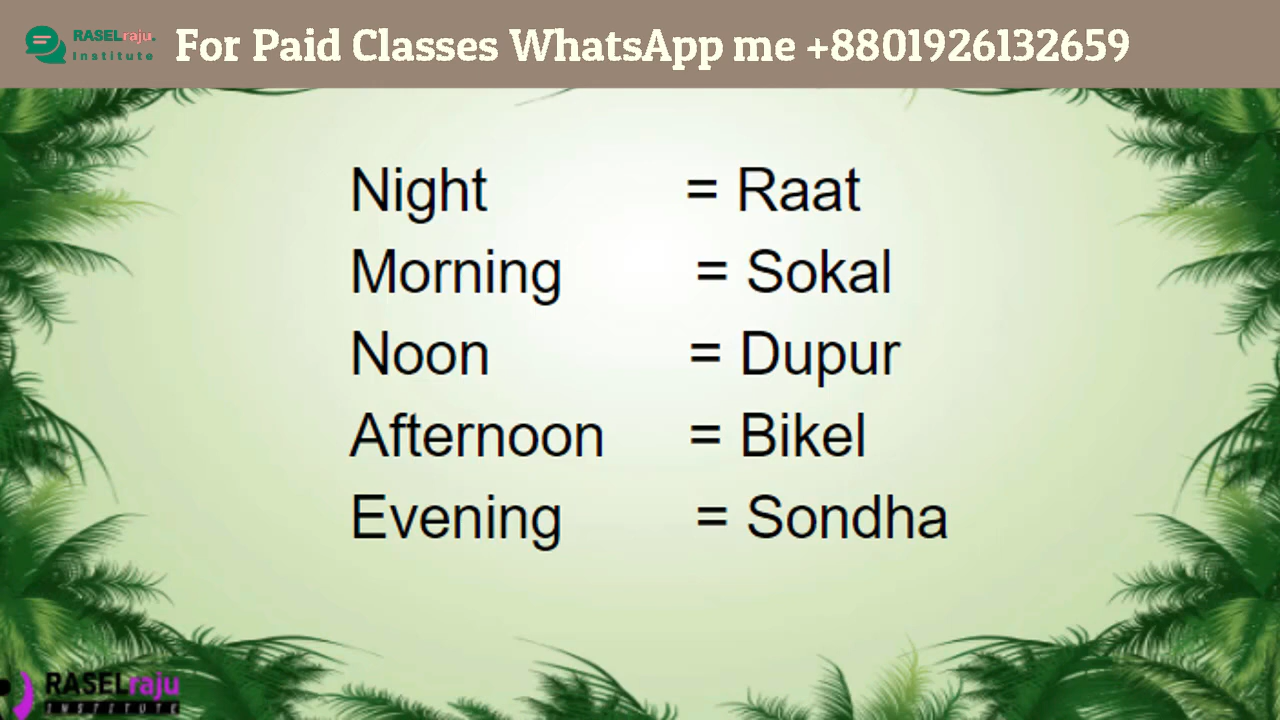 RASELraju.
Institute
For Paid Classes WhatsApp me +8801926132659
Night = Raat
Morning = Sokal
Noon = Dupur
Afternoon = Bikel
Evening = Sondha
RASELraju
INSTITUTE